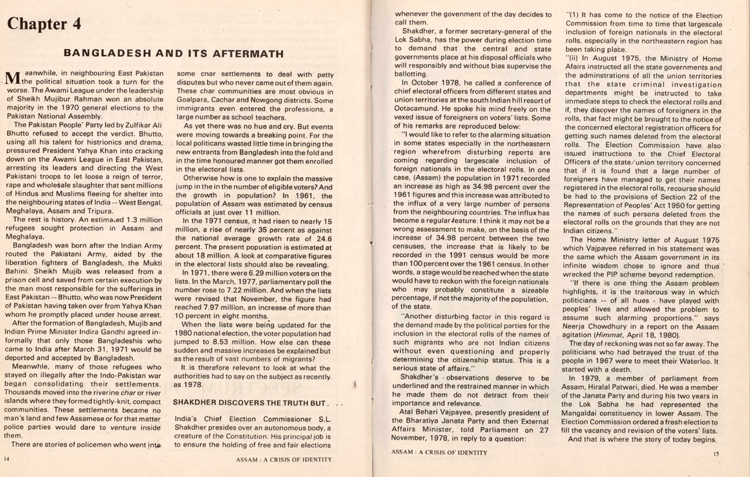 Chapter 4
BANGLADESH AND ITS AFTERMATH
Meanwhile, in neighbouring East Pakistan
the political situation took a turn for the
worse. The Awami League under the leadership
of Sheikh Mujibur Rahman won an absolute
majority in the 1970 general elections to the
Pakistan National Assembly.
The Pakistan People' Party led by Zulfikar Ali
Bhutto refused to accept the verdict. Bhutto,
using all his talent for histrionics and drama,
pressured President Yahya Khan into cracking
down on the Awami League in East Pakistan,
arresting its leaders and directing the West
Pakistani troops to let loose a reign of terror,
rape and wholesale slaughter that sent millions
of Hindus and Muslims fleeing for shelter into
the neighbouring states of India -- West Bengal,
Meghalaya, Assam and Tripura.
The rest is history. An estimated 1.3 million
refugees sought protection in Assam and
Meghalaya.
Bangladesh was born after the Indian Army
routed the Pakistani Army, aided by the
liberation fighters of Bangladesh, the Mukti
Bahini. Sheikh Mujib was released from a
prison cell and saved from certain execution by
the man most responsible for the sufferings in
East Pakistan -- Bhutto, who was now President
of Pakistan having taken over from Yahya Khan
whom he promptly placed under house arrest.
After the formation of Bangladesh, Mujib and
Indian Prime Minister Indira Gandhi agreed in-
formally that only those Bangladeshis who
came to India after March 31, 1971 would be
deported and accepted by Bangladesh.
Meanwhile, many of those refugees who
stayed on illegally after the Indo-Pakistan war
began consolidating their settlements.
Thousands moved into the riverine char or river
islands where they formed tighly-knit, compact
communities. These settlements became no
man's land and few Assamese or for that matter
police parties would dare to venture inside
them.
There are stories of policemen who went into
some cnar settlements to deal with petty
disputes but who never came out of them again.
These char communities are most obvious in
Goalpara, Cachar and Nowgong districts. Some
immigrants even entered the professions, a
large number as school teachers.
As yet there was no hue and cry. But events
were moving towards a breaking point. For the
local politicans wasted little time in bringing the
new entrants from Bangladesh into the fold and
in the time honoured manner got them enrolled
in the electoral lists.
Otherwise how is one to explain the massive
jump in the in the number of eligible voters? And
the growth in population? In 1961, the
population of Assam was estimated by census
officials at just over 11 million.
In the 1971 census, it had risen to nearly 15
million, a rise of nearly 35 percent as against
the national average growth rate of 24.6
percent. The present population is estimated at
about 18 million. A look at comparative figures
in the electoral lists should also be revealing.
In 1971, there were 6.29 million voters on the
lists. In the March, 1977, parliamentary poll the
number rose to 7.22 million. And when the lists
were revised that November, the figure had
reached 7.97 million, an increase of more than
10 percent in eight months.
When the lists were being updated for the
1980 national election, the voter population had
jumped to 8.53 million. How else can these
sudden and massive increases be explained but
as the result of vast numbers of migrants?
It is therefore relevant to look at what the
authorities had to say on the subject as recently
as 1978.
SHAKDHER DISCOVERS THE TRUTH BUT . . .
India's Chief Election Commissioner S.L.
Shakdher presides over an autonomous body, a
creature of the Constitution. His principal job is
to ensure the holding of free and fair elections
14
ASSAM : A CRISIS OF IDENTITY
whenever the govenment of the day decides to
call them.
Shakdher, a former secretary-general of the
Lok Sabha, has the power during election time
to demand that the central and state
governments place at his disposal officials who
will responsibly and without bias supervise the
ballotting.
In October 1978, he called a conference of
chief electoral officers from different states and
union territories at the south Indian hill resort of
Ootacamund. He spoke his mind freely on the
vexed issue of foreigners on voters' lists. Some
of his remarks are reproduced below:
"I would like to refer to the alarming situation
in some states especially in the northeastern
region wherefrom disturbing reports are
coming regarding largescale inclusion of
foreign nationals in the electoral rolls. In one
case, (Assam) the population in 1971 recorded
an increase as high as 34.98 percent over the
1961 figures and this increase was attributed to
the influx of a very large number of persons
from the neighbouring countries. The influx has
become a regular feature. I think it may not be a
wrong assessment to make, on the basis of the
increase of 34.98 percent between the two
censuses, the increase that is likely to be
recorded in the 1991 census would be more
than 100 percent over the 1961 census. In other
words, a stage would be reached when the state
would have to reckon with the foreign nationals
who may probably constitute a sizeable
percentage, if not the majority of the population,
of the state.
"Another disturbing factor in this regard is
the demand made by the political parties for the
inclusion in the electoral rolls of the names of
such migrants who are not Indian citizens
without even questioning and properly
determining the citizenship status. This is a
serious state of affairs."
Shakdher's observations deserve to be
underlined and the restrained manner in which
he made them do not detract from their
importance and relevance.
Atal Behari Vajpayee, presently president of
the Bharatiya Janata Party and then External
Affairs Minister, told Parliament on 27
November, 1978, in reply to a question:
ASSAM : A CRISIS OF IDENTITY
"(1) It has come to the notice of the Election
Commission from time to time that largescale
inclusion of foreign nationals in the electoral
rolls, especially in the northeastern region has
been taking place.
"(ii) In August 1975, the Ministry of Home
Afairs instructed all the state governments and
the adminstrations of all the union territories
that the state criminal investigation
departments might be instructed to make
immediate steps to check the electoral rolls and
if, they discover the names of foreigners in the
rolls, that fact might be brought to the notice of
the concerned electoral registration officers for
getting such names deleted from the electoral
rolls. The Election Commission have also
issued instructions to the Chief Electoral
Officers of the state/union territory concerned
that if it is found that a large number of
foreigners have managed to get their names
registered in the electoral rolls, recourse should
be had to the provisions of Section 22 of the
Representation of Peoples' Act 1950 for getting
the names of such persons deleted from the
electoral rolls on the grounds that they are not
Indian citizens."
The Home Ministry letter of August 1975
which Vajpayee referred in his statement was
the same which the Assam government in its
infinite wisdom chose to ignore and thus
wrecked the PIP scheme beyond redemption.
"If there is one thing the Assam problem
highlights, it is the traitorous way in which
politicians -- of all hues - have played with
peoples' lives and allowed the problem to
assume such alarming proportions." says
Neerja Chowdhury in a report on the Assam
agitation (Himmat, April 18, 1980).
The day of reckoning was not so far away. The
politicians who had betrayed the trust of the
people in 1967 were to meet their Waterloo. It
started with a death.
In 1979, a member of parliament from
Assam, Hiralal Patwari, died. He was a member
of the Janata Party and during his two years in
the Lok Sabha he had represented the
Mangaldai constituency in lower Assam. The
Election Commission ordered a fresh election to
fill the vacancy and revision of the voters' lists.
And that is where the story of today begins.
15